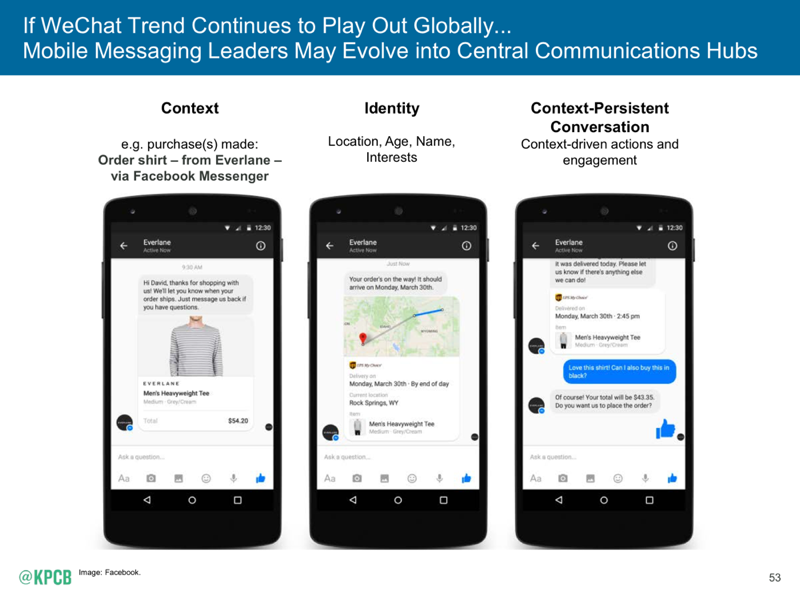 If WeChat Trend Continues to Play Out Globally...
Mobile Messaging Leaders May Evolve into Central Communications Hubs
Context
e.g. purchase(s) made:
Order shirt – from Everlane –
via Facebook Messenger
Identity
Location, Age, Name,
Interests
Context-Persistent
Conversation
Context-driven actions and
engagement
12:30
Everlane
Active Now
9:30 AM
Hi David, thanks for shopping with
us! We'll let you know when your
order ships. Just message us back if
you have questions.
EVERLANE
Men's Heavyweight Tee
Medium · Grey/Cream
Total $54.20
Ask a question...
Aa
12:30
Everlane
Active Now
Just Now
Your order's on the way! It should
arrive on Monday, March 30th.
UPS My Choice
Delivery on
Monday, March 30th · By end of day
Current location
Rock Springs, WY
Item
Men's Heavyweight Tee
Medium · Grey/Cream
Ask a question...
Aa
12:30
Everlane
Active Now
it was delivered today. Please let
us know if there's anything else
we can do!
UPS My Choice
Delivered on
Monday, March 30th · 2:45 pm
Item
Men's Heavyweight Tee
Medium · Grey/Cream
Love this shirt! Can I also buy this in
black?
Of course! Your total will be $43.35.
Do you want us to place the order?
Ask a question...
Aa
@KPCB
Image: Facebook.
53